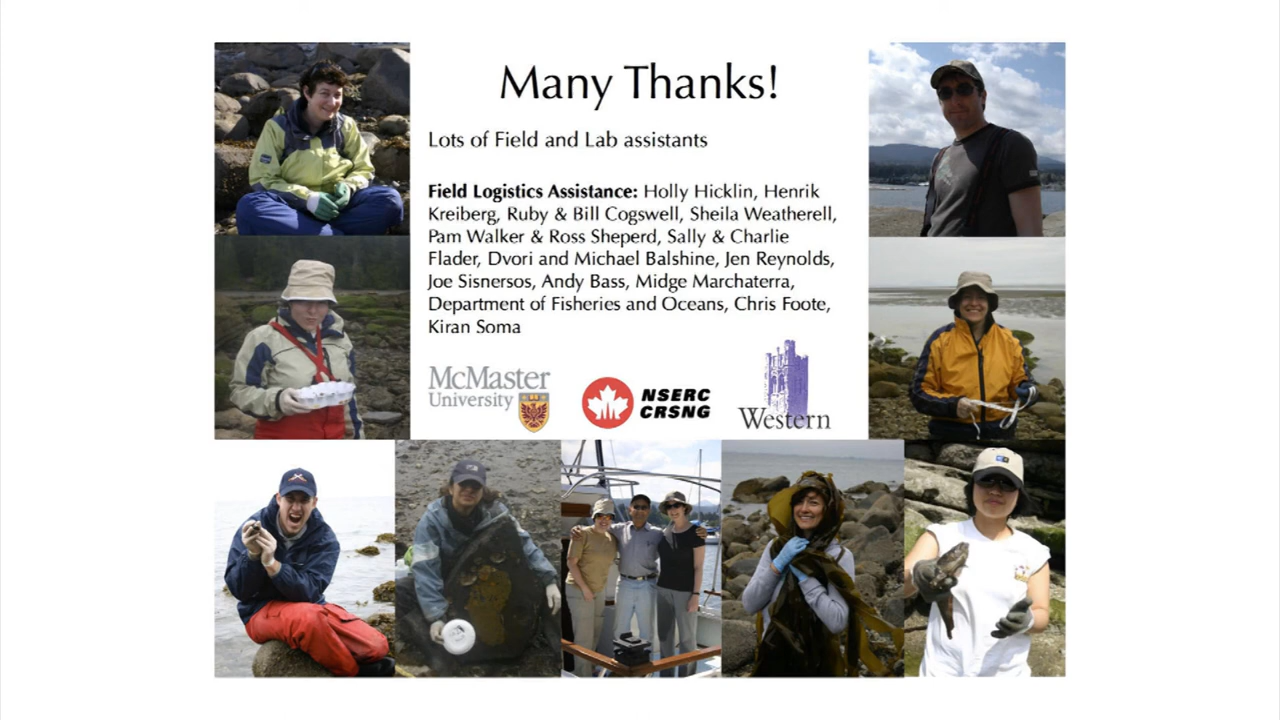 Many Thanks!
Lots of Field and Lab assistants
Field Logistics Assistance: Holly Hicklin, Henrik
Kreiberg, Ruby & Bill Cogswell, Sheila Weatherell,
Pam Walker & Ross Sheperd, Sally & Charlie
Flader, Dvori and Michael Balshine, Jen Reynolds,
Joe Sisnersos, Andy Bass, Midge Marchaterra,
Department of Fisheries and Oceans, Chris Foote,
Kiran Soma
McMaster
University
NSERC
CRSNG
Western